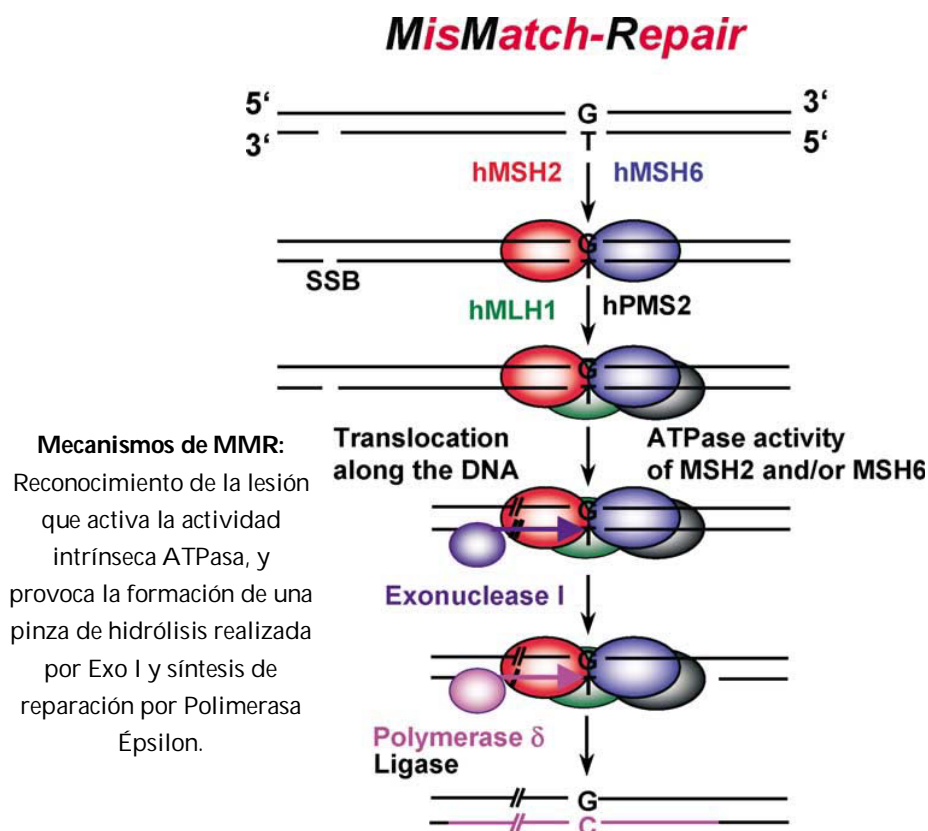 MisMatch-Repair
5‘ G 3‘
3‘ T 5‘
hMSH2 hMSH6
G
T
SSB
hMLH1 hPMS2
G
T
Mecanismos de MMR:
Reconocimiento de la lesión
que activa la actividad
intrínseca ATPasa, y
provoca la formación de una
pinza de hidrólisis realizada
por Exo I y síntesis de
reparación por Polimerasa
Épsilon.
Translocation
along the DNA
ATPase activity
of MSH2 and/or MSH6
G
T
Exonuclease I
G
T
Polymerase δ
Ligase
G
C